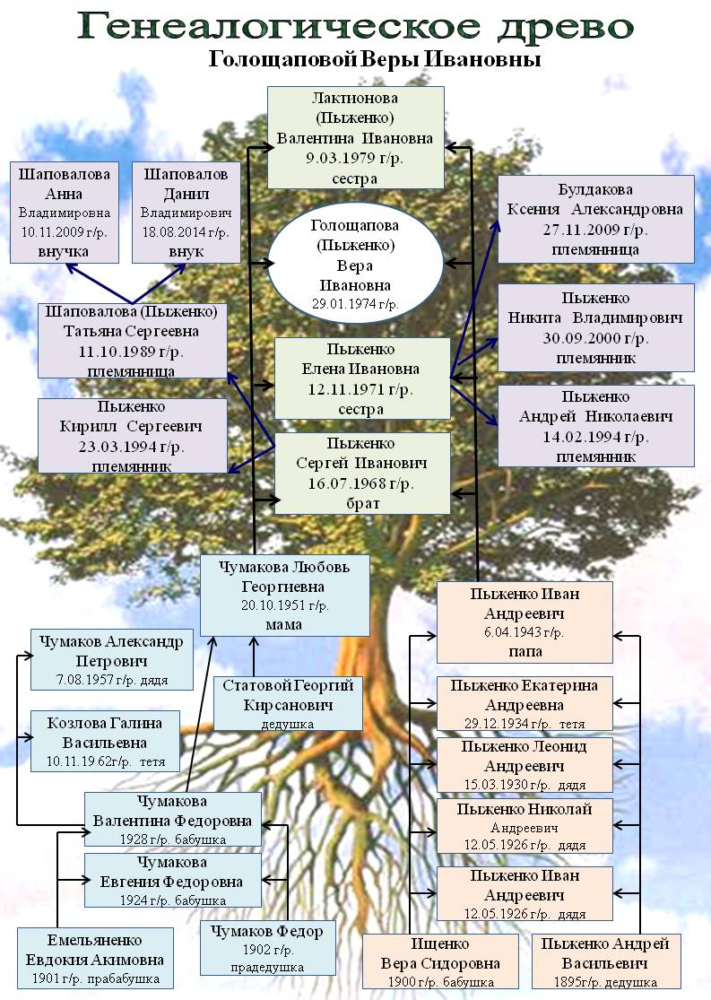 Генеалогическое древо
Голощаповой Веры Ивановны
Лактионова
(Пыженко)
Валентина Ивановна
9.03.1979 г/р.
сестра
Шаповалова
Анна
Владимировна
10.11.2009 г/р.
внучка
Шаповалов
Данил
Владимирович
18.08.2014 г/р.
внук
Голощапова
(Пыженко)
Вера
Ивановна
29.01.1974 г/р.
Булдакова
Ксения Александровна
27.11.2009 г/р.
племянница
Шаповалова (Пыженко)
Татьяна Сергеевна
11.10.1989 г/р.
племянница
Пыженко
Никита Владимирович
30.09.2000 г/р.
племянник
Пыженко
Елена Ивановна
12.11.1971 г/р.
сестра
Пыженко
Кирилл Сергеевич
23.03.1994 г/р.
племянник
Пыженко
Андрей Николаевич
14.02.1994 г/р.
племянник
Пыженко
Сергей Иванович
16.07.1968 г/р.
брат
Чумакова Любовь
Георгиевна
20.10.1951 г/р.
мама
Пыженко Иван
Андреевич
6.04.1943 г/р.
папа
Чумаков Александр
Петрович
7.08.1957 г/р. дядя
Статовой Георгий
Кирсанович
дедушка
Пыженко Екатерина
Андреевна
29.12.1934 г/р. тетя
Козлова Галина
Васильевна
10.11.19 62г/р. тетя
Пыженко Леонид
Андреевич
15.03.1930 г/р. дядя
Чумакова
Валентина Федоровна
1928 г/р. бабушка
Пыженко Николай
Андреевич
12.05.1926 г/р. дядя
Чумакова
Евгения Федоровна
1924 г/р. бабушка
Пыженко Иван
Андреевич
12.05.1926 г/р. дядя
Емельяненко
Евдокия Акимовна
1901 г/р. прабабушка
Чумаков Федор
1902 г/р.
прадедушка
Ищенко
Вера Сидоровна
1900 г/р. бабушка
Пыженко Андрей
Васильевич
1895г/р. дедушка